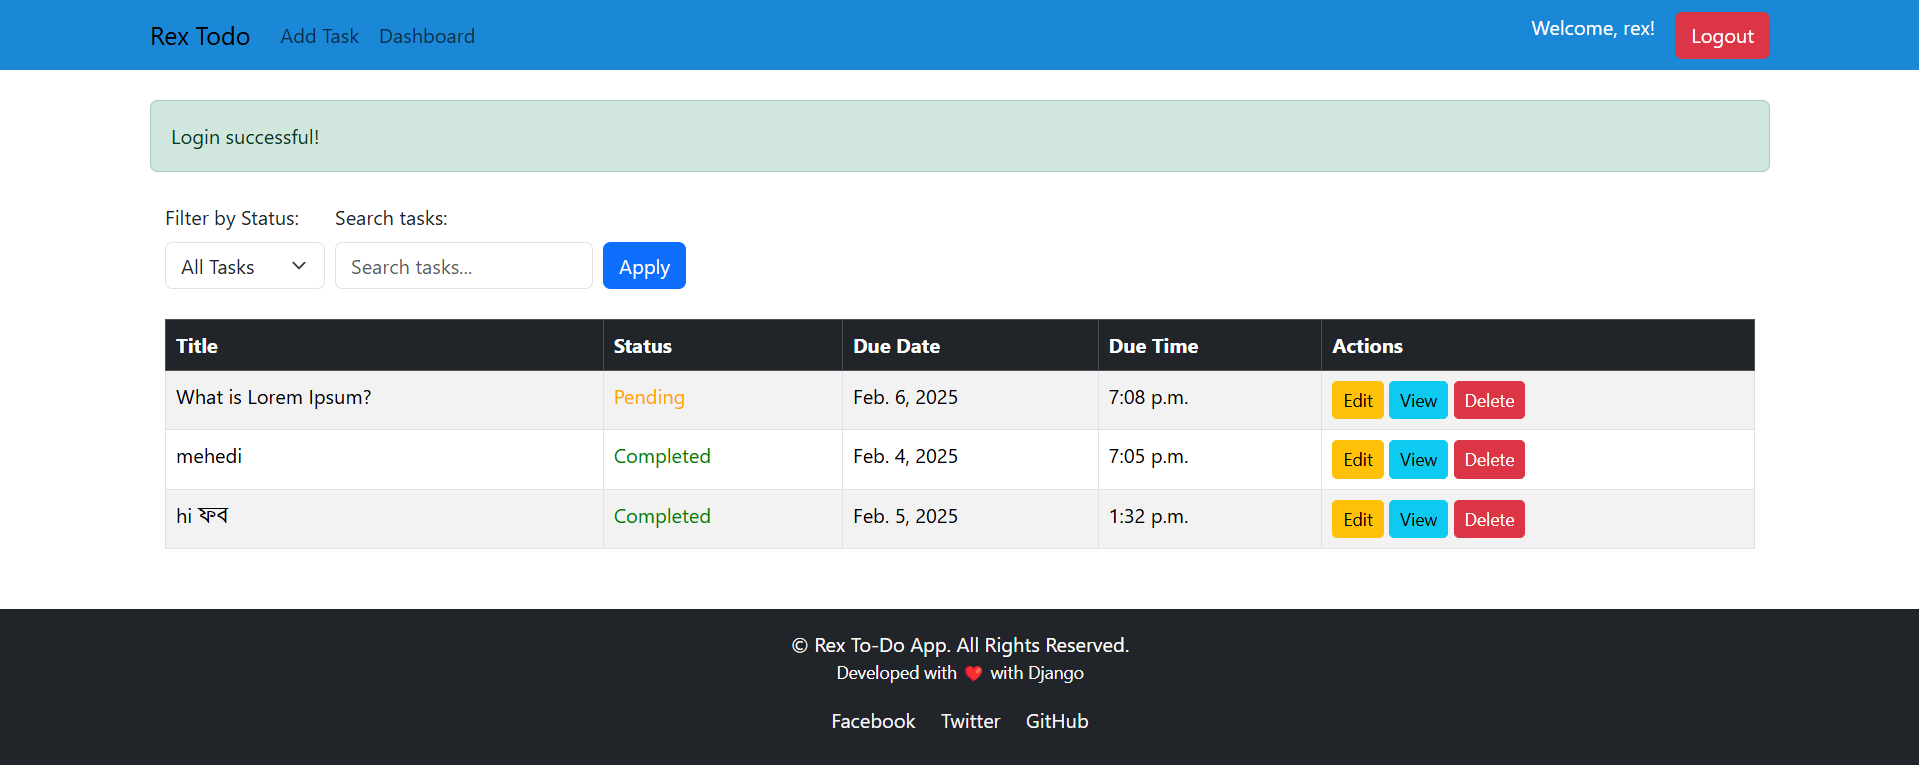 Rex Todo Add Task Dashboard Welcome, rex! Logout
Login successful!
Filter by Status: Search tasks:
All Tasks Search tasks... Apply
Title Status Due Date Due Time Actions
What is Lorem Ipsum? Pending Feb. 6, 2025 7:08 p.m. Edit View Delete
mehedi Completed Feb. 4, 2025 7:05 p.m. Edit View Delete
hi ফব Completed Feb. 5, 2025 1:32 p.m. Edit View Delete
© Rex To-Do App. All Rights Reserved.
Developed with ❤️ with Django
Facebook Twitter GitHub